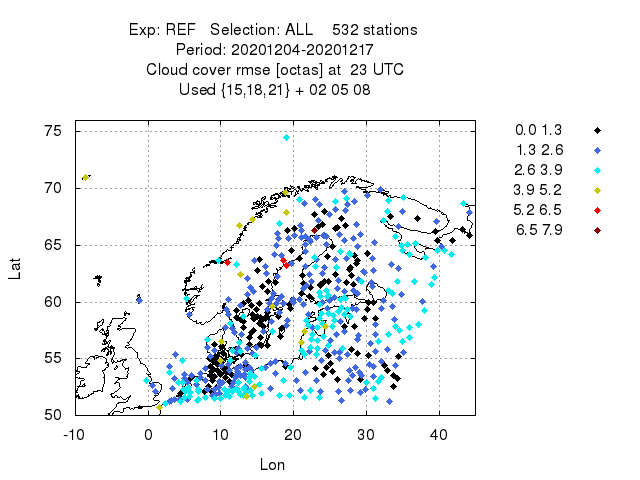 Exp: REF   Selection: ALL    532 stations
Period: 20201204-20201217
Cloud cover rmse [octas] at  23 UTC
Used {15,18,21} + 02 05 08
0.0 1.3
1.3 2.6
2.6 3.9
3.9 5.2
5.2 6.5
6.5 7.9
75
70
65
60
55
50
Lat
-10 0 10 20 30 40
Lon